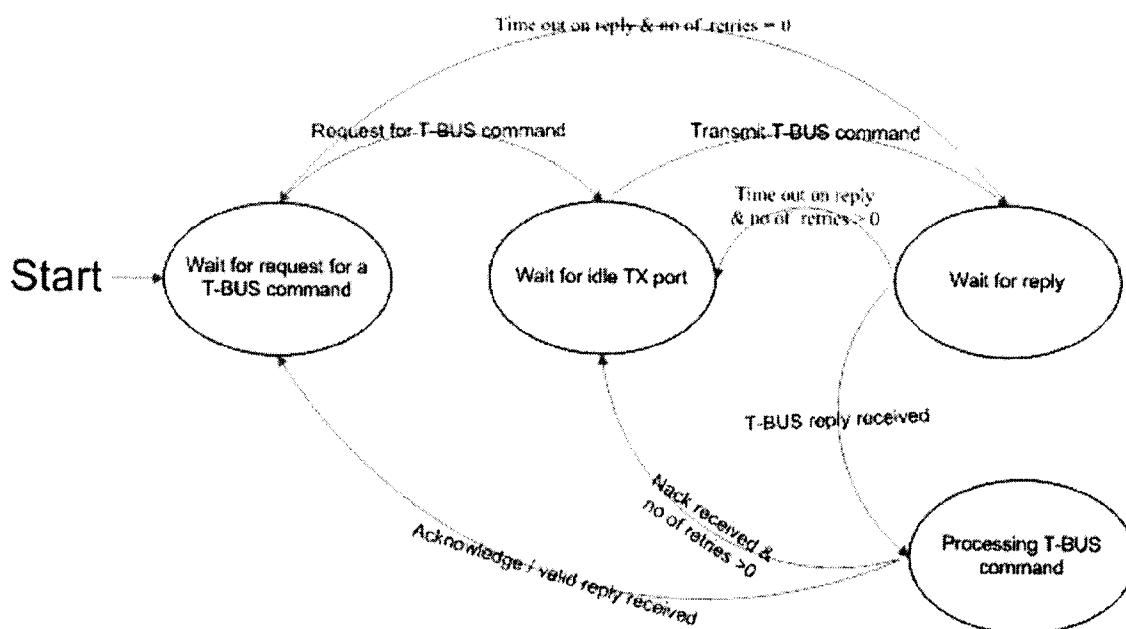 Time out on reply & no of retries = 0
Request for T-BUS command
Transmit T-BUS command
Time out on reply
& no of retries > 0
Start
Wait for request for a
T-BUS command
Wait for idle TX port
Wait for reply
T-BUS reply received
Nack received &
no of retries >0
Acknowledge / valid reply received
Processing T-BUS
command